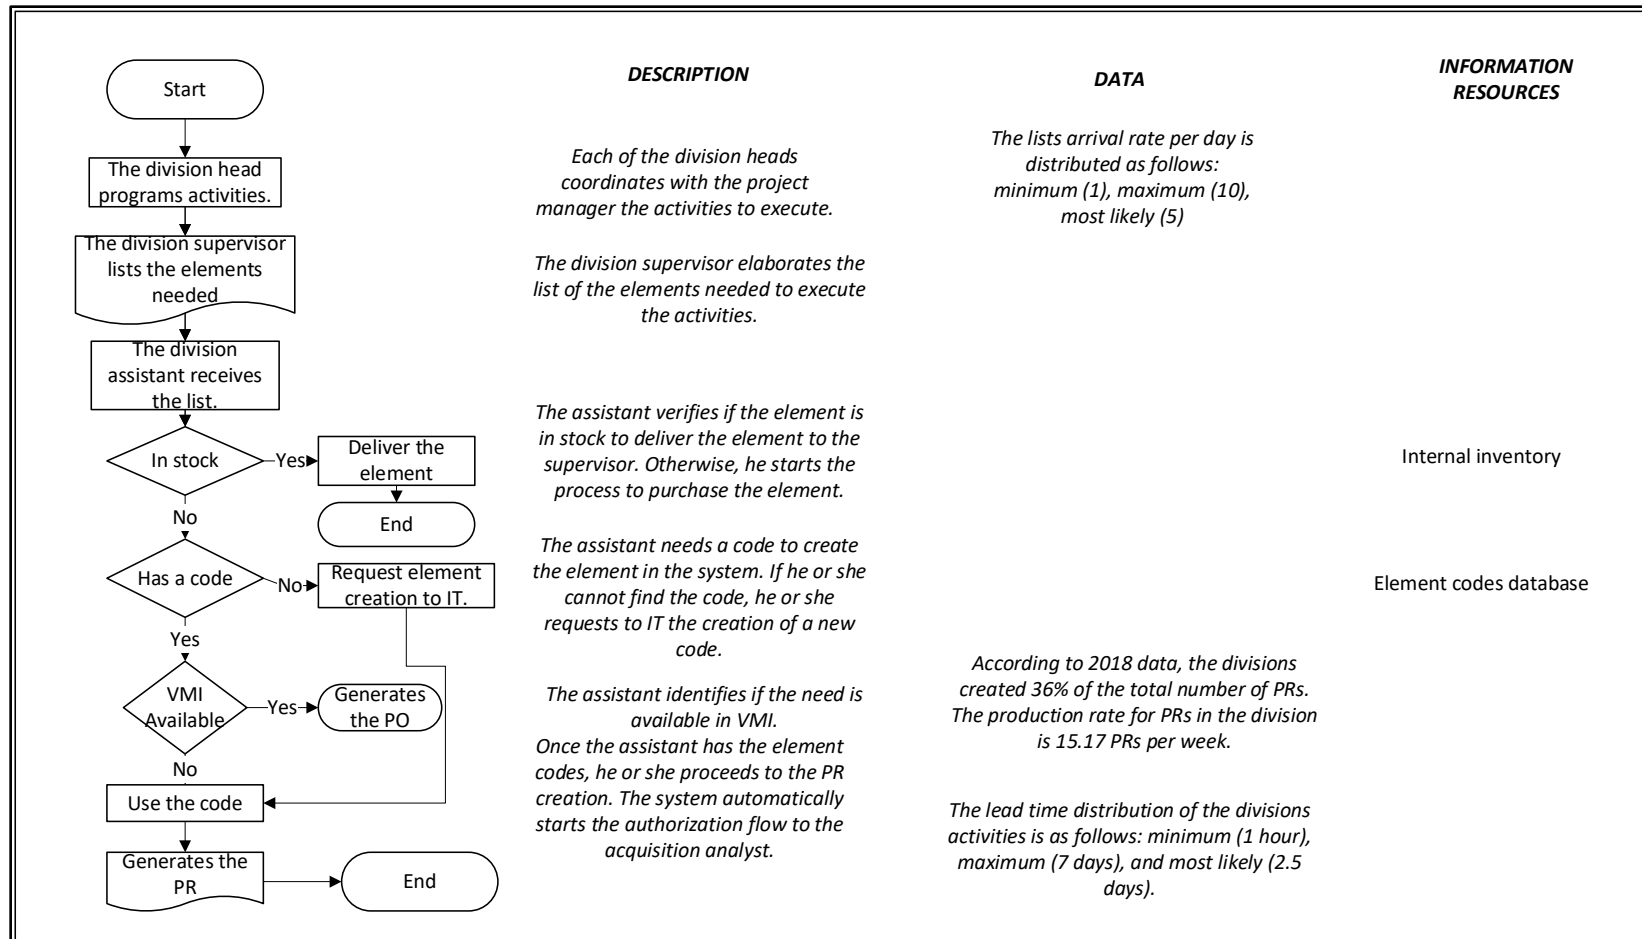 Start
The division head
programs activities.
The division supervisor
lists the elements
needed
The division
assistant receives
the list.
In stock
Yes
Deliver the
element
End
No
Has a code
No
Request element
creation to IT.
Yes
VMI
Available
Yes
Generates
the PO
No
Use the code
Generates the
PR
End
DESCRIPTION
Each of the division heads
coordinates with the project
manager the activities to execute.
The division supervisor elaborates the
list of the elements needed to execute
the activities.
The assistant verifies if the element is
in stock to deliver the element to the
supervisor. Otherwise, he starts the
process to purchase the element.
The assistant needs a code to create
the element in the system. If he or she
cannot find the code, he or she
requests to IT the creation of a new
code.
The assistant identifies if the need is
available in VMI.
Once the assistant has the element
codes, he or she proceeds to the PR
creation. The system automatically
starts the authorization flow to the
acquisition analyst.
DATA
The lists arrival rate per day is
distributed as follows:
minimum (1), maximum (10),
most likely (5)
According to 2018 data, the divisions
created 36% of the total number of PRs.
The production rate for PRs in the division
is 15.17 PRs per week.
The lead time distribution of the divisions
activities is as follows: minimum (1 hour),
maximum (7 days), and most likely (2.5
days).
INFORMATION
RESOURCES
Internal inventory
Element codes database